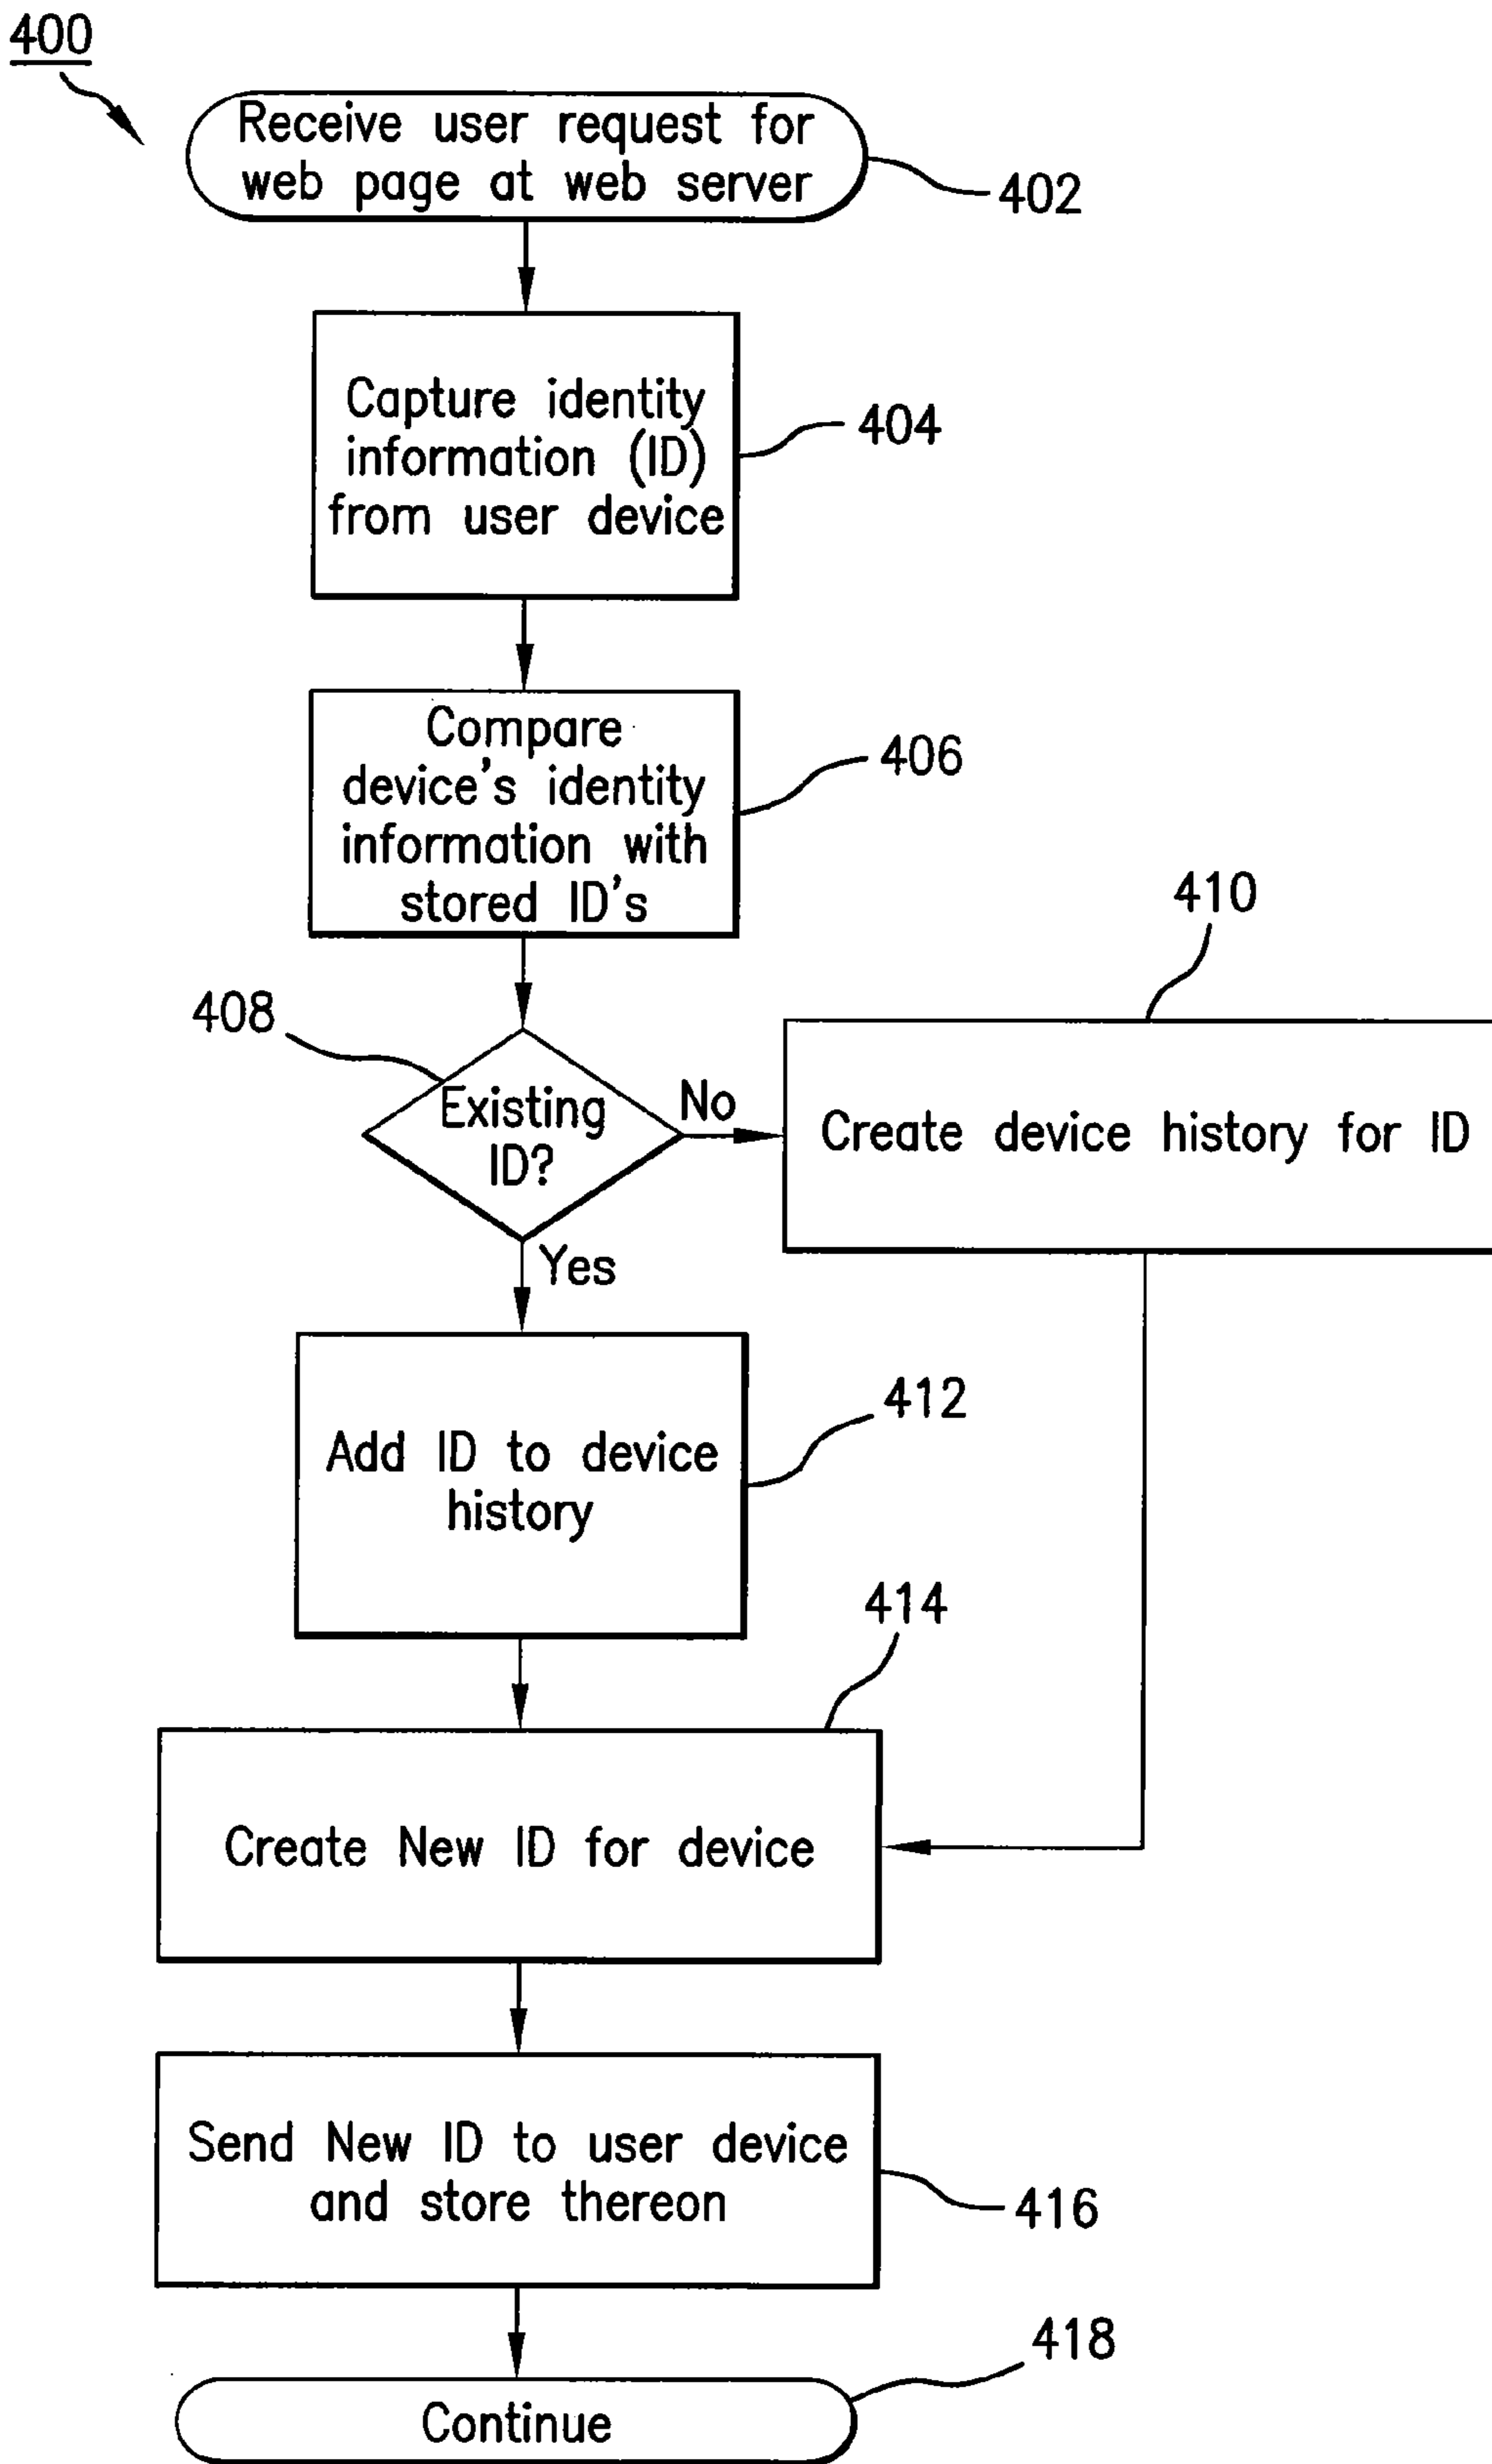 400
Receive user request for
web page at web server
402
Capture identity
information (ID)
from user device
404
Compare
device's identity
information with
stored ID's
406
408
Existing
ID?
No
Yes
410
Create device history for ID
Add ID to device
history
412
414
Create New ID for device
Send New ID to user device
and store thereon
416
418
Continue